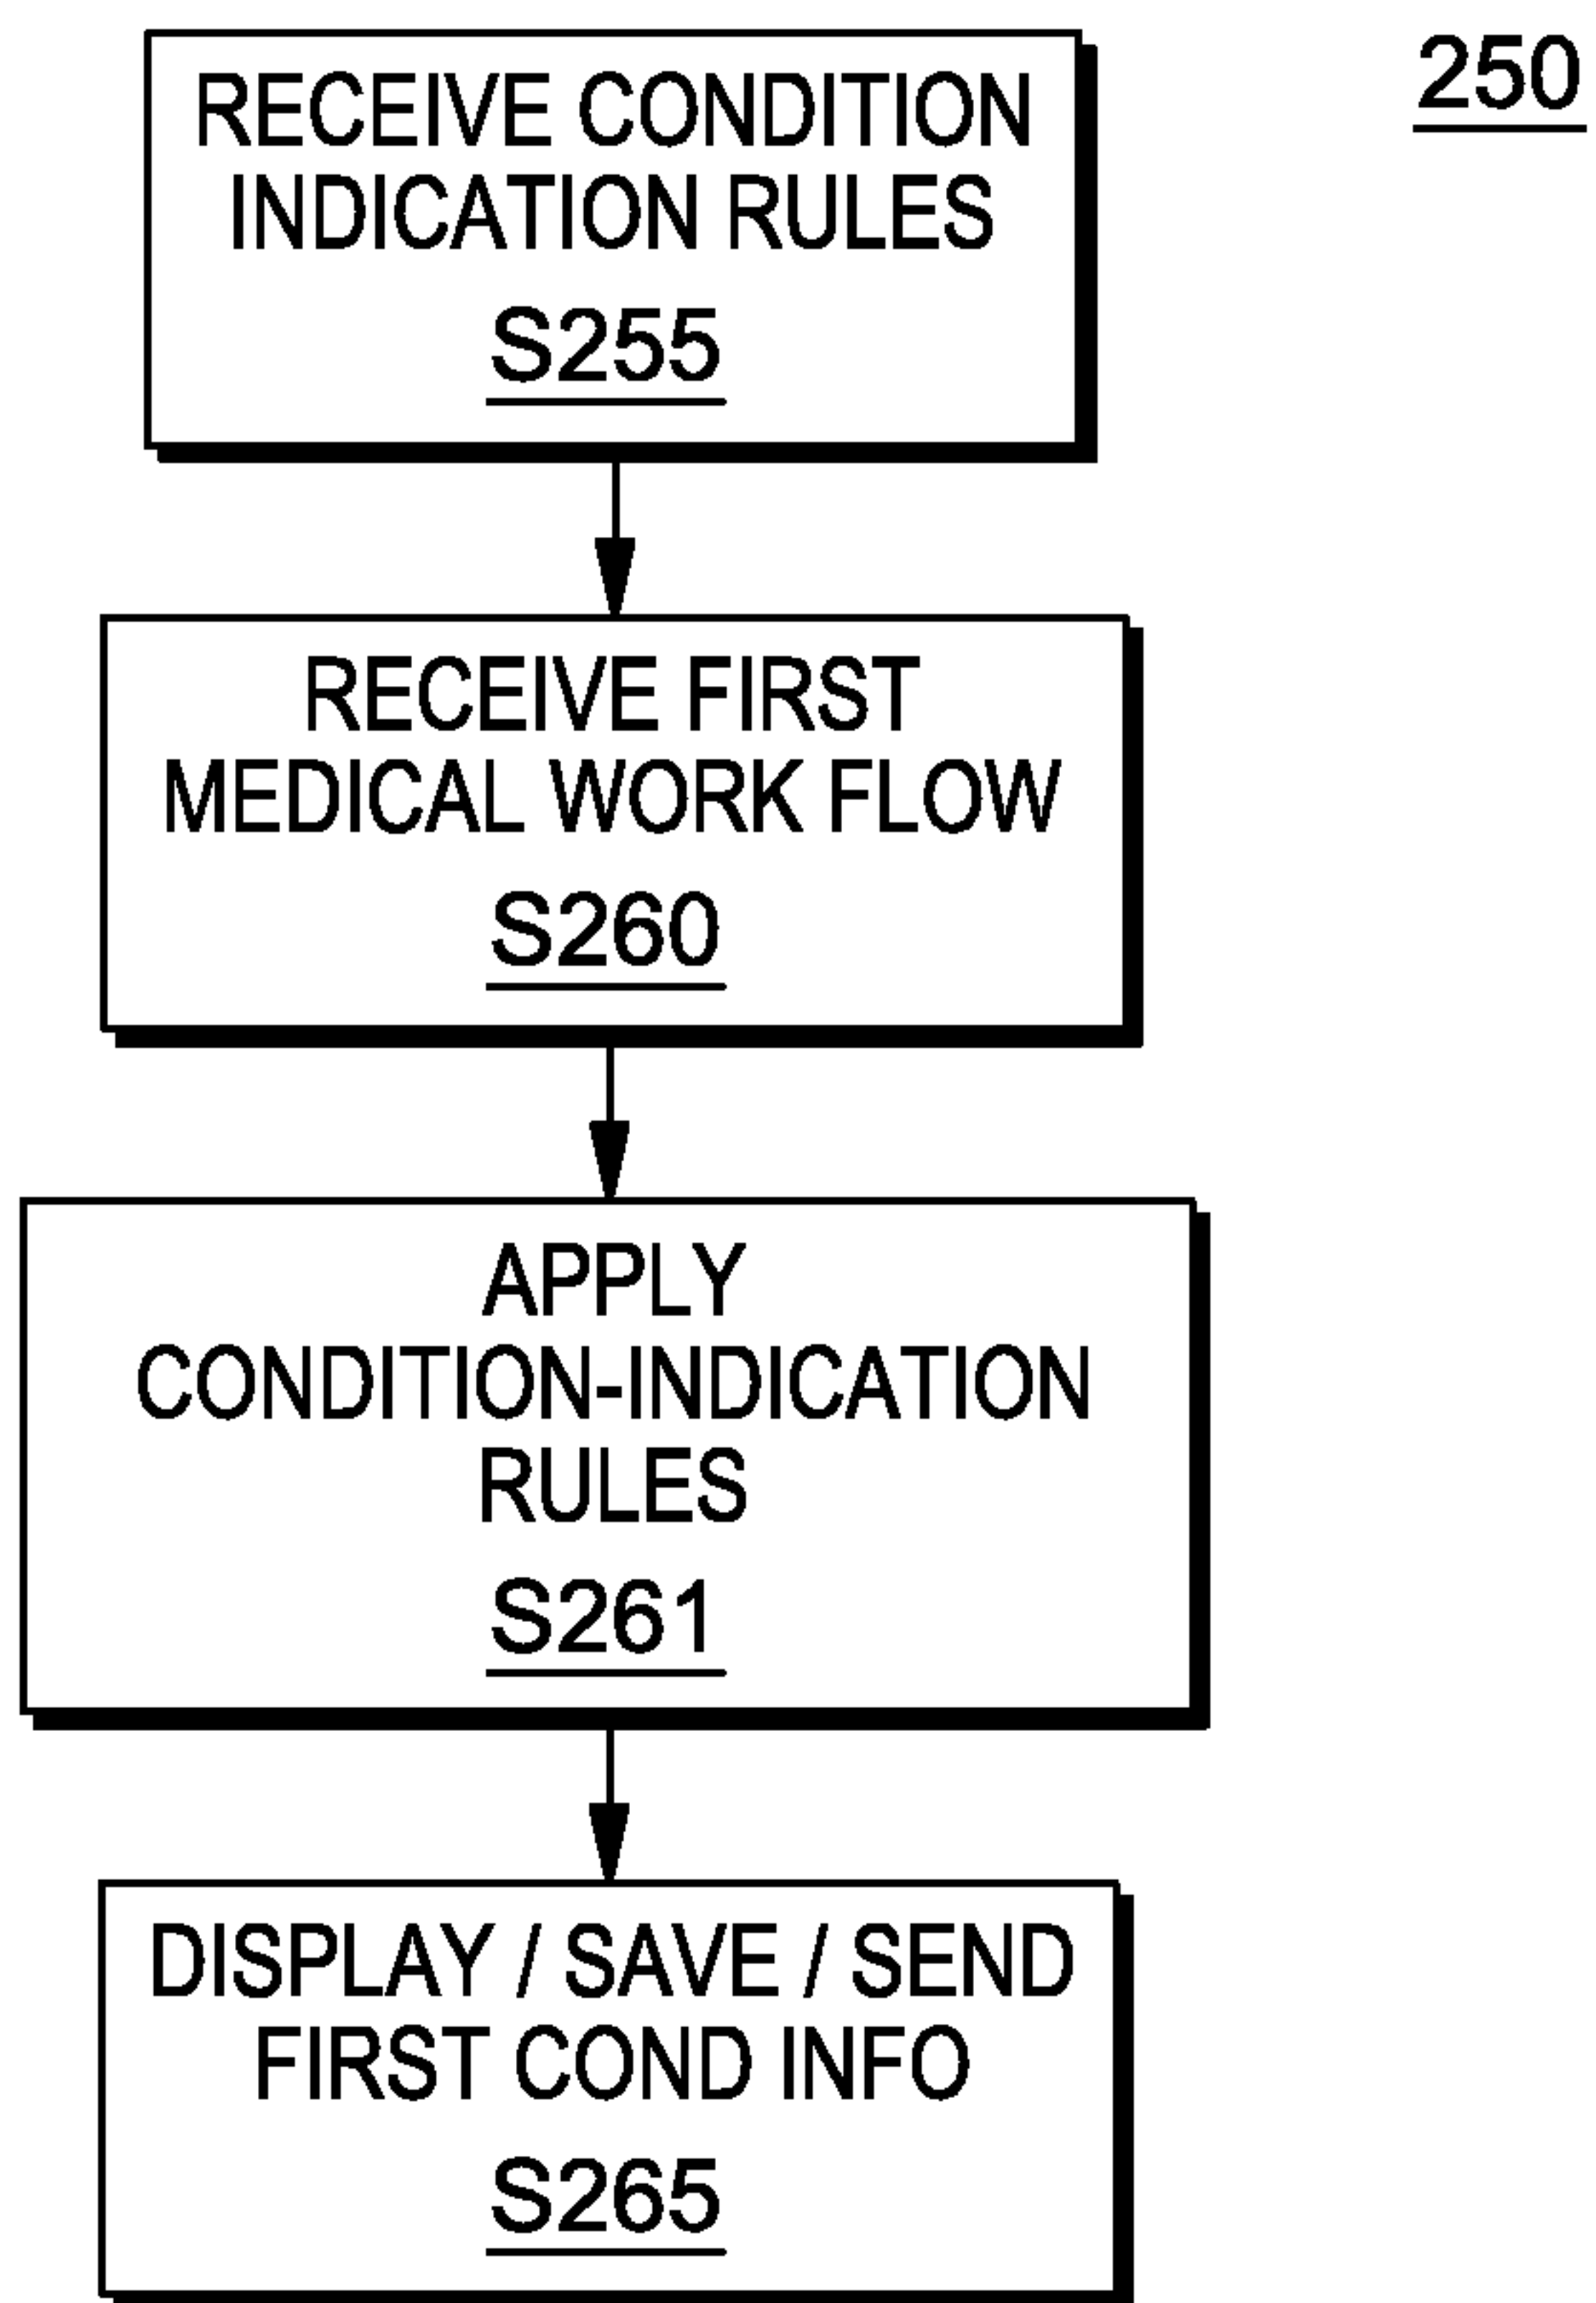 250
RECEIVE CONDITION
INDICATION RULES
S255
RECEIVE FIRST
MEDICAL WORK FLOW
S260
APPLY
CONDITION-INDICATION
RULES
S261
DISPLAY / SAVE / SEND
FIRST COND INFO
S265